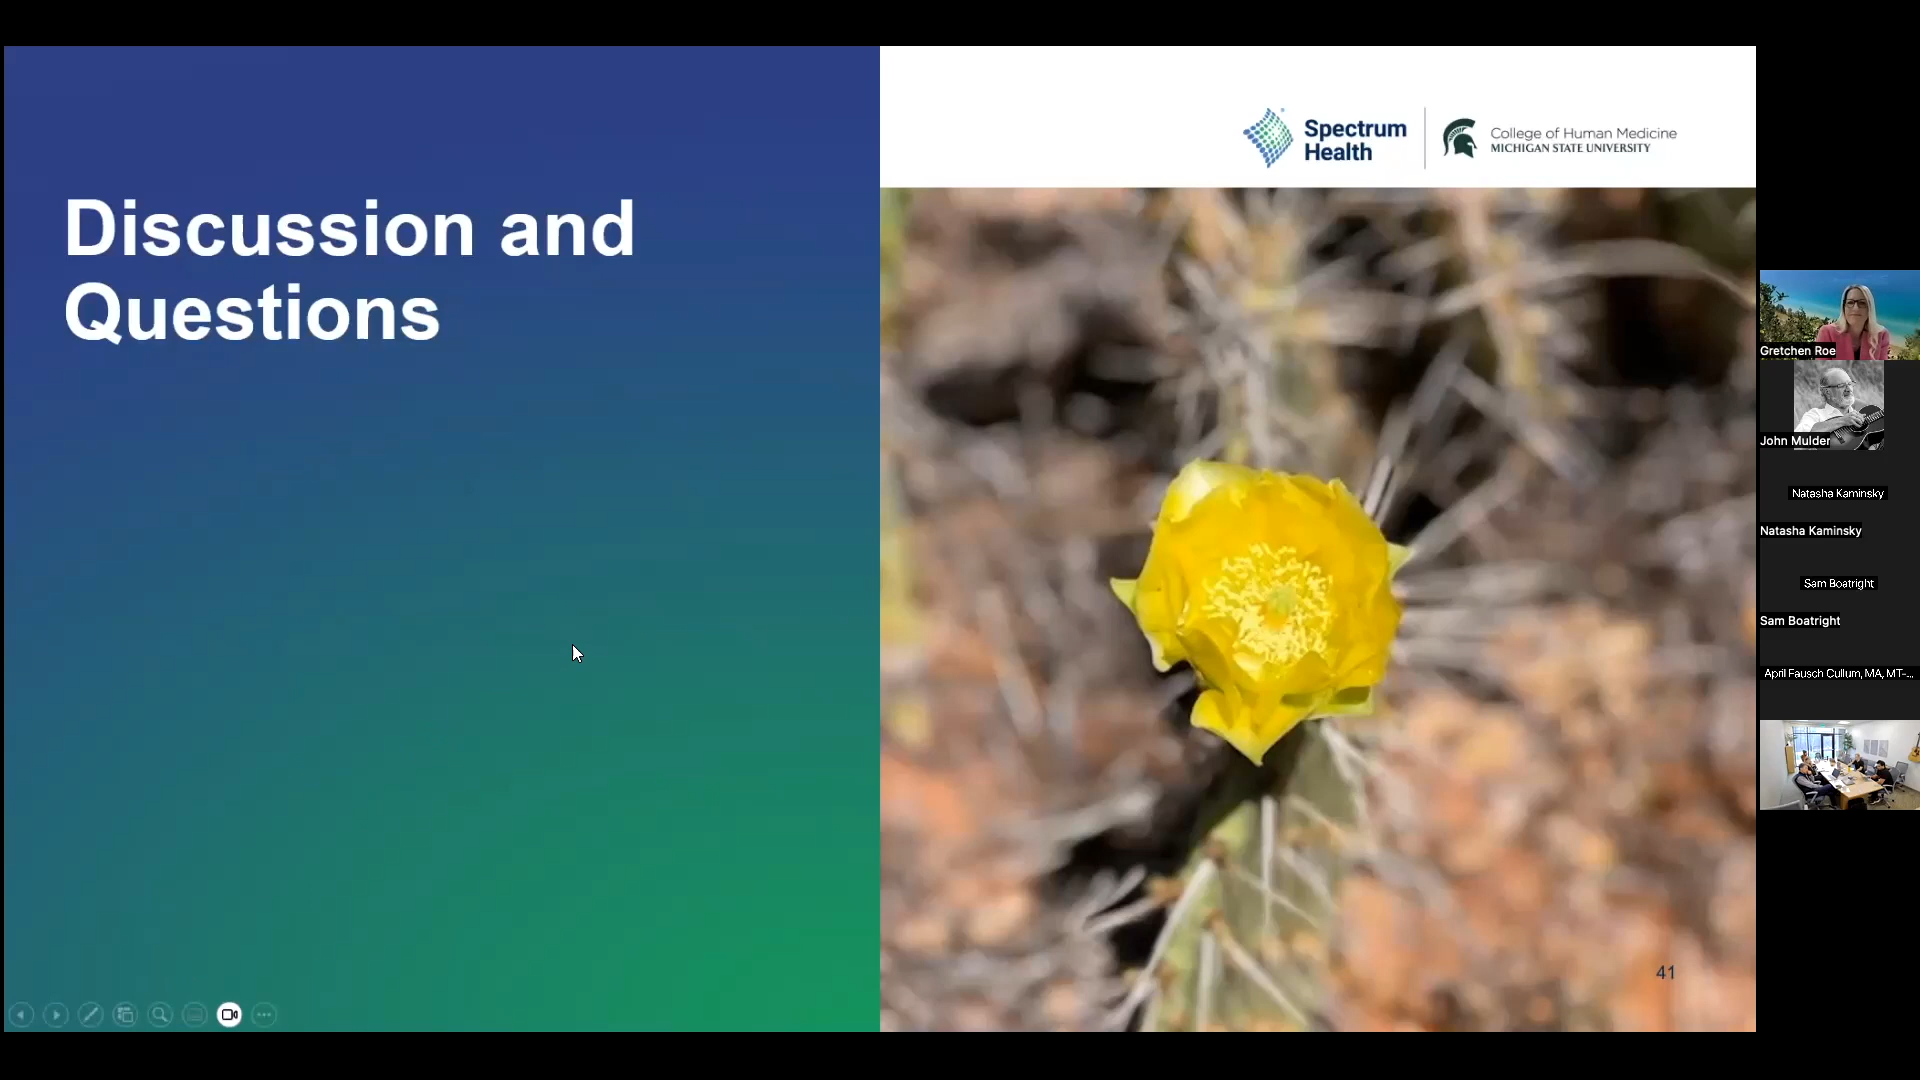 Discussion and
Questions
Spectrum
Health
College of Human Medicine
MICHIGAN STATE UNIVERSITY
41
Gretchen Roe
John Mulder
Natasha Kaminsky
Natasha Kaminsky
Sam Boatright
Sam Boatright
April Fausch Cullum, MA, MT-...